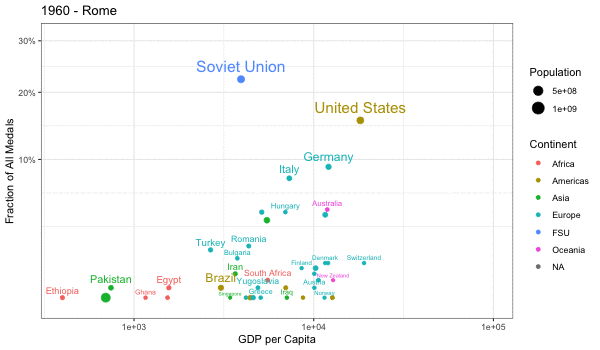 1960 - Rome
Fraction of All Medals
30%
20%
10%
Soviet Union
United States
Germany
Italy
Hungary
Australia
Turkey
Romania
Bulgaria
Denmark
Switzerland
Finland
Iran
South Africa
New Zealand
Pakistan
Egypt
Brazil
Yugoslavia
Austria
Ethiopia
Ghana
Singapore
Greece
Iraq
Norway
1e+03
1e+04
1e+05
GDP per Capita
Population
5e+08
1e+09
Continent
Africa
Americas
Asia
Europe
FSU
Oceania
NA